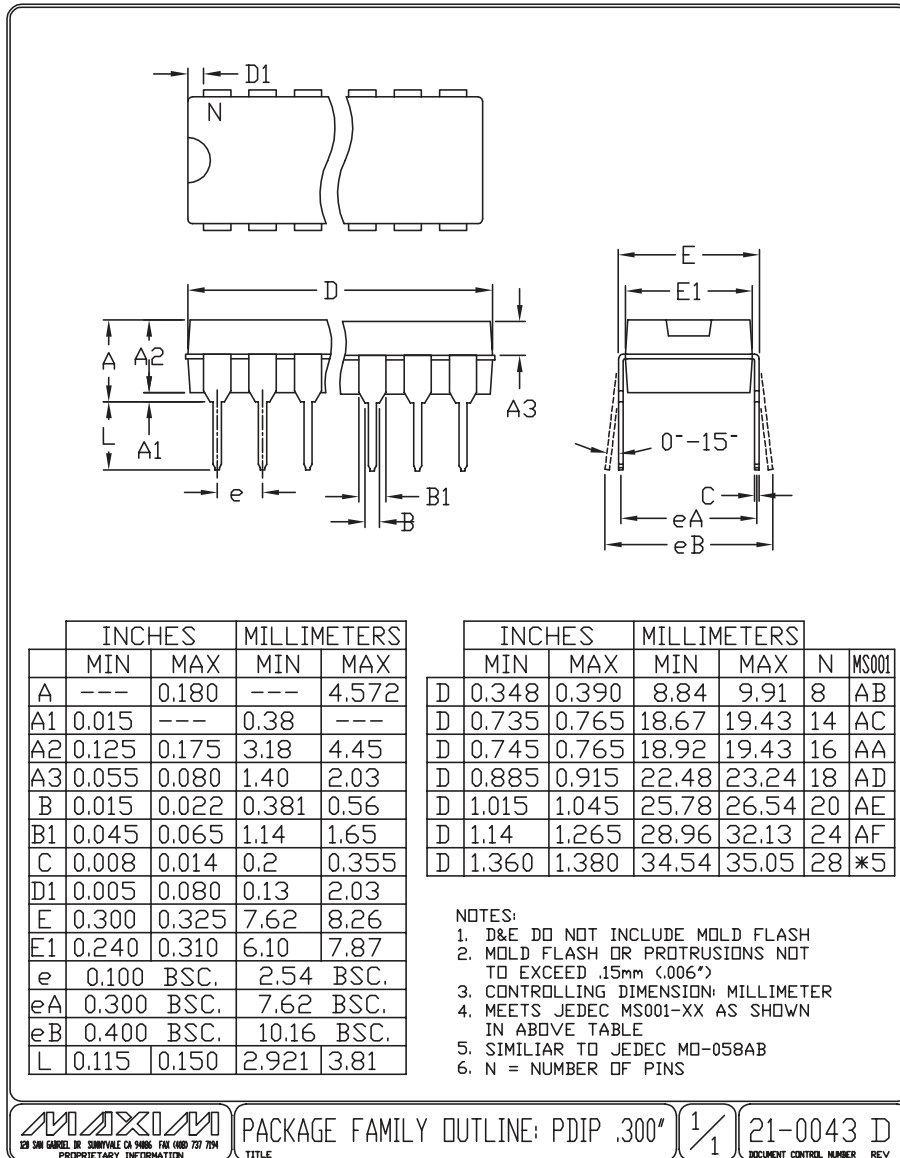 D1
N
E
E1
D
A
A2
A3
L
A1
0°-15°
e
B1
B
C
eA
eB
INCHES MILLIMETERS
MIN MAX MIN MAX
A --- 0.180 --- 4.572
A1 0.015 --- 0.38 ---
A2 0.125 0.175 3.18 4.45
A3 0.055 0.080 1.40 2.03
B 0.015 0.022 0.381 0.56
B1 0.045 0.065 1.14 1.65
C 0.008 0.014 0.2 0.355
D1 0.005 0.080 0.13 2.03
E 0.300 0.325 7.62 8.26
E1 0.240 0.310 6.10 7.87
e 0.100 BSC. 2.54 BSC.
eA 0.300 BSC. 7.62 BSC.
eB 0.400 BSC. 10.16 BSC.
L 0.115 0.150 2.921 3.81
INCHES MILLIMETERS
MIN MAX MIN MAX N MS001
D 0.348 0.390 8.84 9.91 8 AB
D 0.735 0.765 18.67 19.43 14 AC
D 0.745 0.765 18.92 19.43 16 AA
D 0.885 0.915 22.48 23.24 18 AD
D 1.015 1.045 25.78 26.54 20 AE
D 1.14 1.265 28.96 32.13 24 AF
D 1.360 1.380 34.54 35.05 28 *5
NOTES:
1. D&E DO NOT INCLUDE MOLD FLASH
2. MOLD FLASH OR PROTRUSIONS NOT
TO EXCEED .15mm (.006")
3. CONTROLLING DIMENSION: MILLIMETER
4. MEETS JEDEC MS001-XX AS SHOWN
IN ABOVE TABLE
5. SIMILIAR TO JEDEC MO-058AB
6. N = NUMBER OF PINS
MAXIM
120 SAN GABRIEL DR SUNNYVALE CA 94086 FAX (408) 737 7194
PROPRIETARY INFORMATION
PACKAGE FAMILY OUTLINE: PDIP .300"
TITLE
1/1
21-0043 D
DOCUMENT CONTROL NUMBER REV